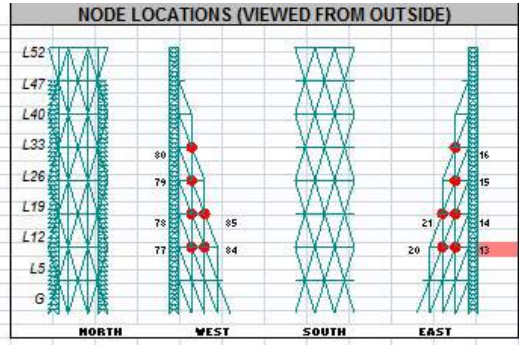 NODE LOCATIONS (VIEWED FROM OUTSIDE)
L52
L47
L40
L33
80 16
L26
79 15
L19
78 85 21 14
L12
77 84 20 13
L5
G
NORTH WEST SOUTH EAST